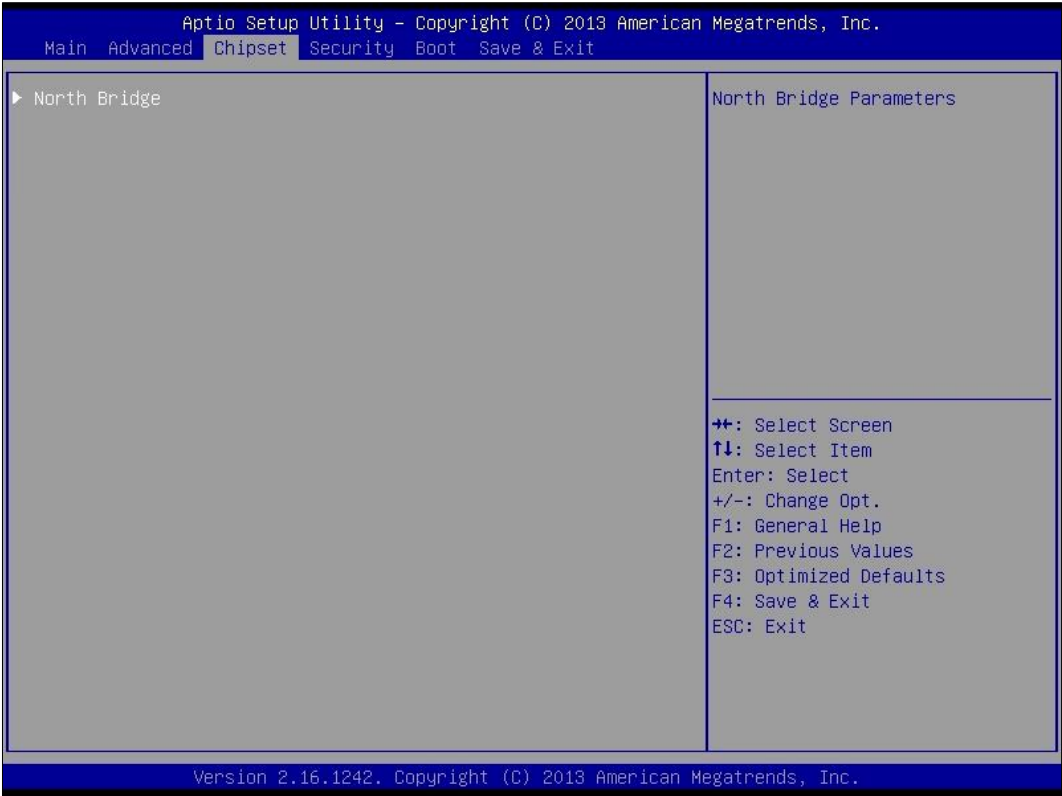 Aptio Setup Utility – Copyright (C) 2013 American Megatrends, Inc.
Main Advanced Chipset Security Boot Save & Exit
▶ North Bridge
North Bridge Parameters
→←: Select Screen
↑↓: Select Item
Enter: Select
+/-: Change Opt.
F1: General Help
F2: Previous Values
F3: Optimized Defaults
F4: Save & Exit
ESC: Exit
Version 2.16.1242. Copyright (C) 2013 American Megatrends, Inc.